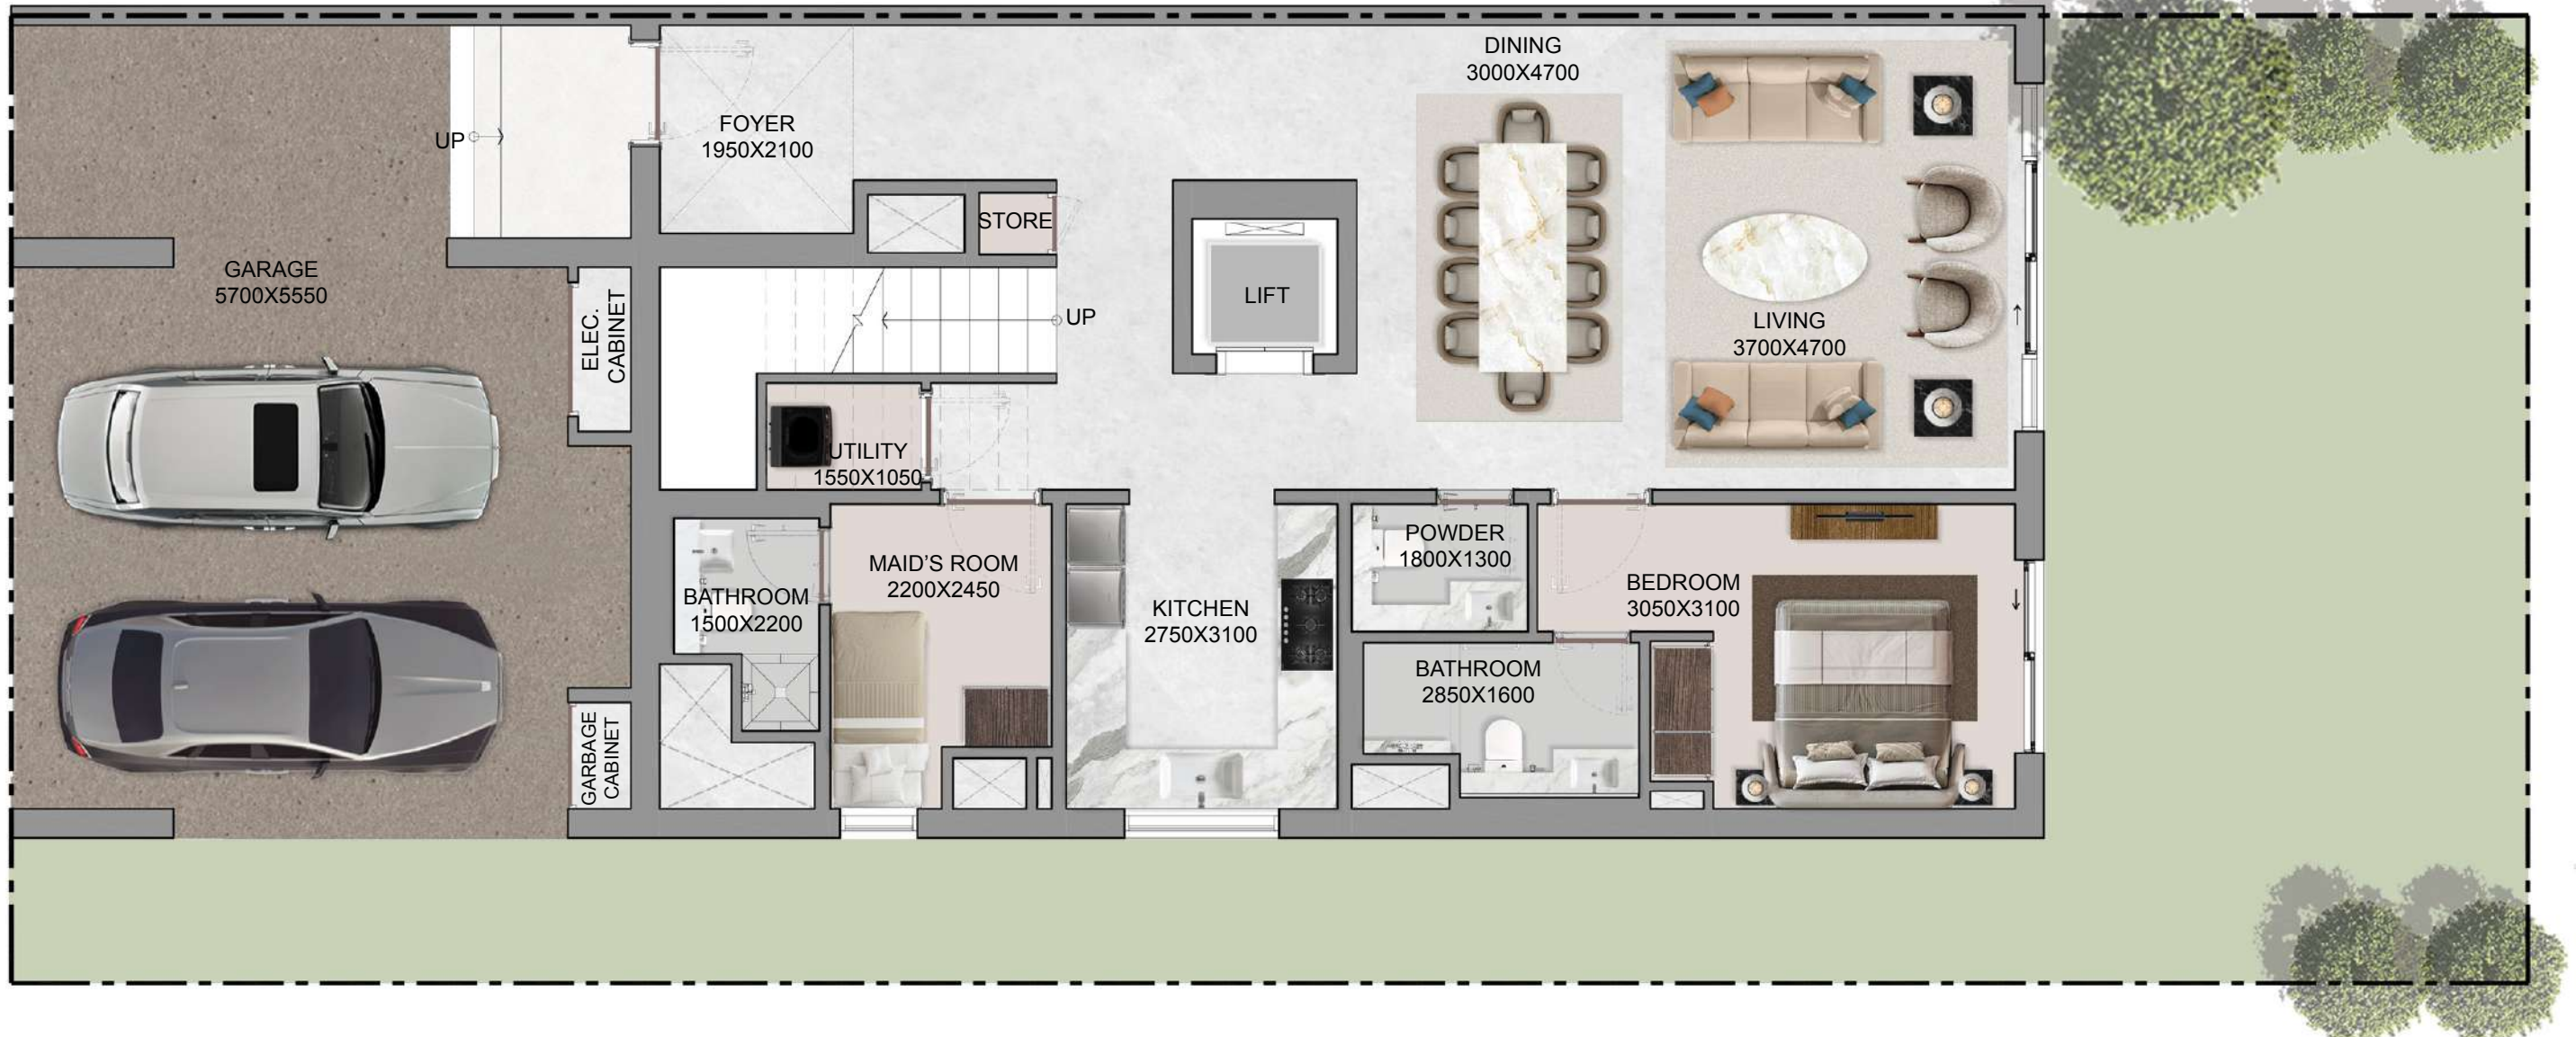 DINING
3000X4700
FOYER
1950X2100
UP
STORE
GARAGE
5700X5550
ELEC.
CABINET
LIFT
UP
LIVING
3700X4700
UTILITY
1550X1050
POWDER
1800X1300
MAID'S ROOM
2200X2450
BEDROOM
3050X3100
BATHROOM
1500X2200
KITCHEN
2750X3100
BATHROOM
2850X1600
GARBAGE
CABINET